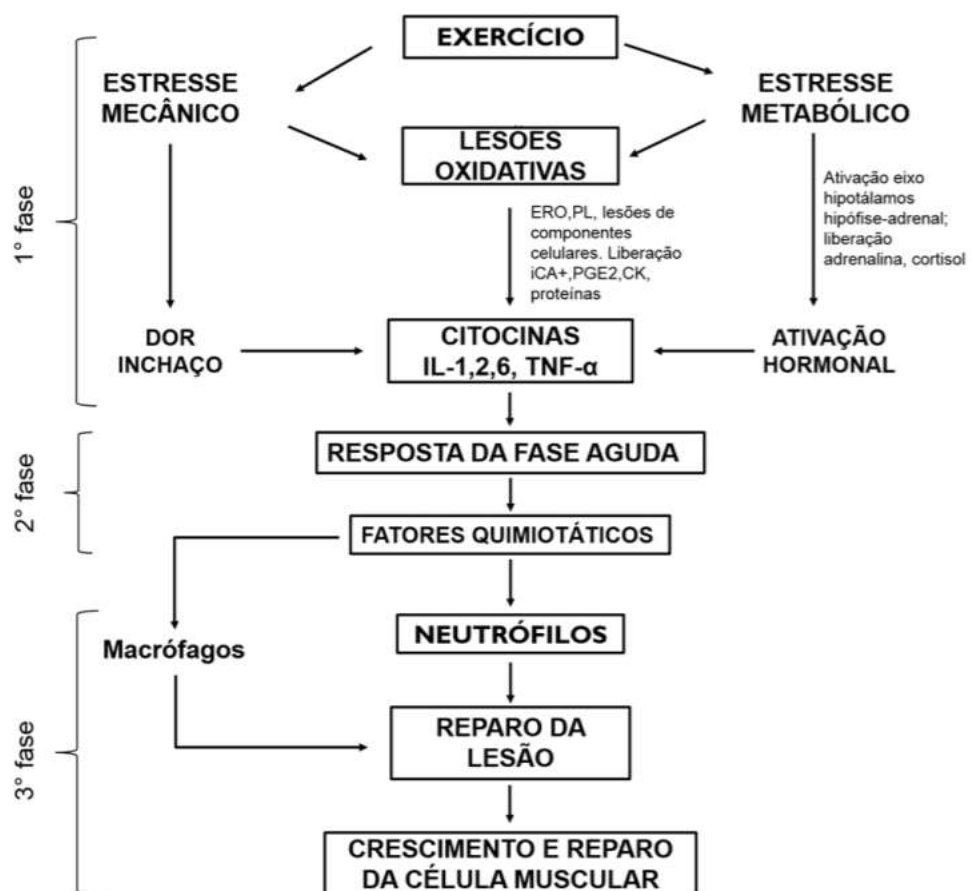 EXERCÍCIO
ESTRESSE
MECÂNICO
ESTRESSE
METABÓLICO
LESÕES
OXIDATIVAS
1° fase
ERO,PL, lesões de
componentes
celulares. Liberação
iCA+,PGE2,CK,
proteínas
Ativação eixo
hipotálamos
hipófise-adrenal;
liberação
adrenalina, cortisol
DOR
INCHAÇO
CITOCINAS
IL-1,2,6, TNF-α
ATIVAÇÃO
HORMONAL
2° fase
RESPOSTA DA FASE AGUDA
FATORES QUIMIOTÁTICOS
3° fase
Macrófagos
NEUTRÓFILOS
REPARO DA
LESÃO
CRESCIMENTO E REPARO
DA CÉLULA MUSCULAR